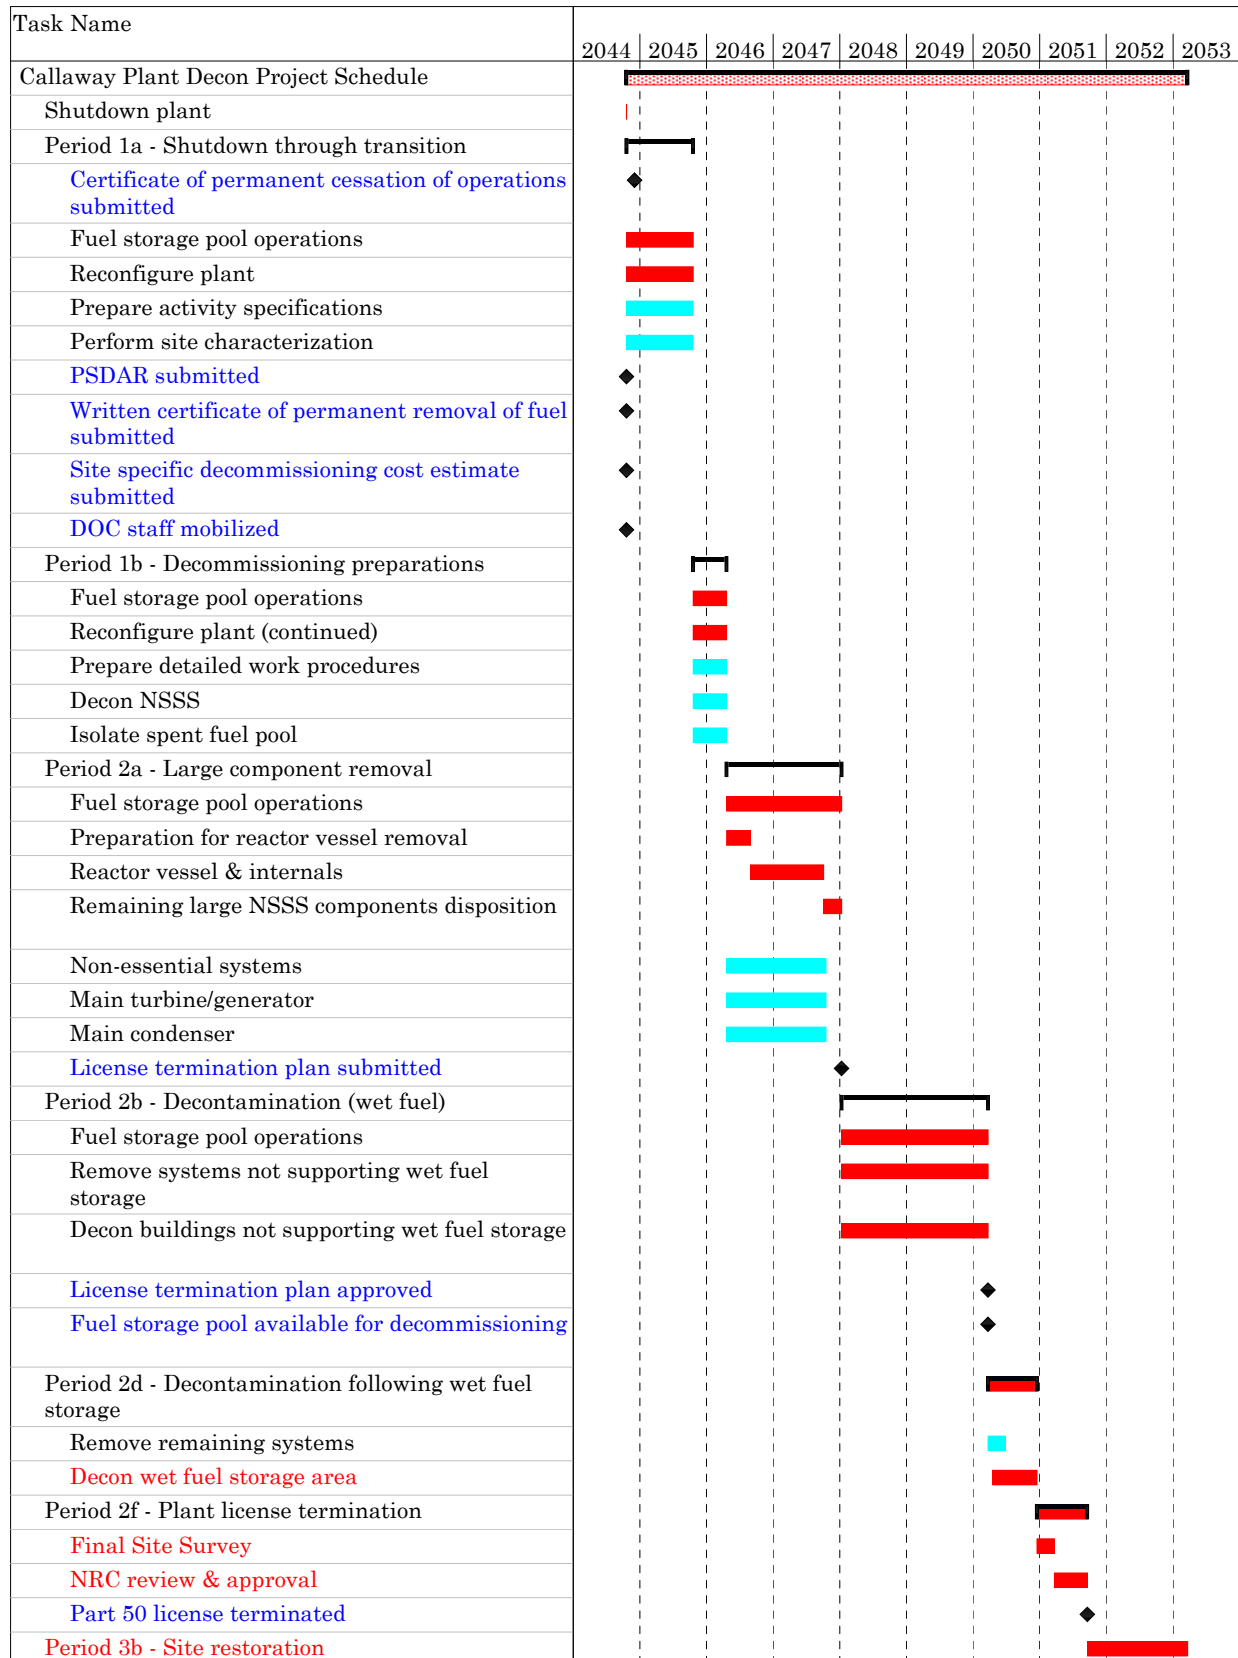 Task Name
2044 2045 2046 2047 2048 2049 2050 2051 2052 2053
Callaway Plant Decon Project Schedule
Shutdown plant
Period 1a - Shutdown through transition
Certificate of permanent cessation of operations
submitted
Fuel storage pool operations
Reconfigure plant
Prepare activity specifications
Perform site characterization
PSDAR submitted
Written certificate of permanent removal of fuel
submitted
Site specific decommissioning cost estimate
submitted
DOC staff mobilized
Period 1b - Decommissioning preparations
Fuel storage pool operations
Reconfigure plant (continued)
Prepare detailed work procedures
Decon NSSS
Isolate spent fuel pool
Period 2a - Large component removal
Fuel storage pool operations
Preparation for reactor vessel removal
Reactor vessel & internals
Remaining large NSSS components disposition
Non-essential systems
Main turbine/generator
Main condenser
License termination plan submitted
Period 2b - Decontamination (wet fuel)
Fuel storage pool operations
Remove systems not supporting wet fuel
storage
Decon buildings not supporting wet fuel storage
License termination plan approved
Fuel storage pool available for decommissioning
Period 2d - Decontamination following wet fuel
storage
Remove remaining systems
Decon wet fuel storage area
Period 2f - Plant license termination
Final Site Survey
NRC review & approval
Part 50 license terminated
Period 3b - Site restoration